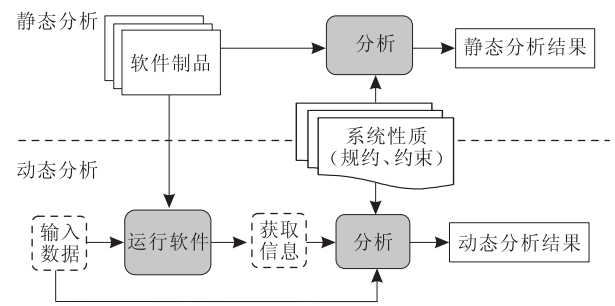 静态分析
软件制品
分析
静态分析结果
系统性质
（规约、约束）
动态分析
输入
数据
运行软件
获取
信息
分析
动态分析结果